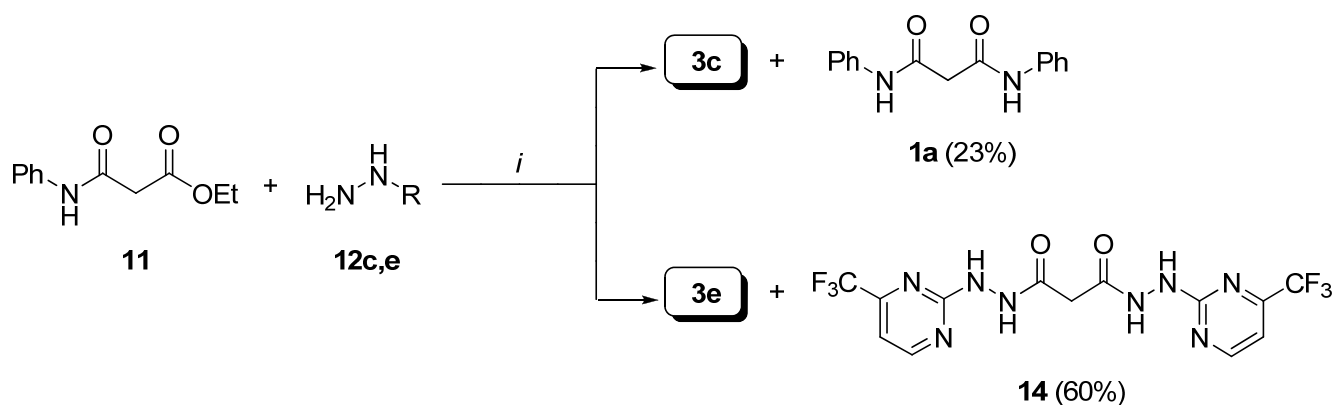 Ph
N
H
O
O
OEt
11
+
H
H₂N
N
R
12c,e
i
3c
+
O
O
Ph
N
H
N
H
Ph
1a (23%)
3e
+
F₃C
N
N
H
N
N
H
O
O
H
N
N
H
N
N
CF₃
14 (60%)